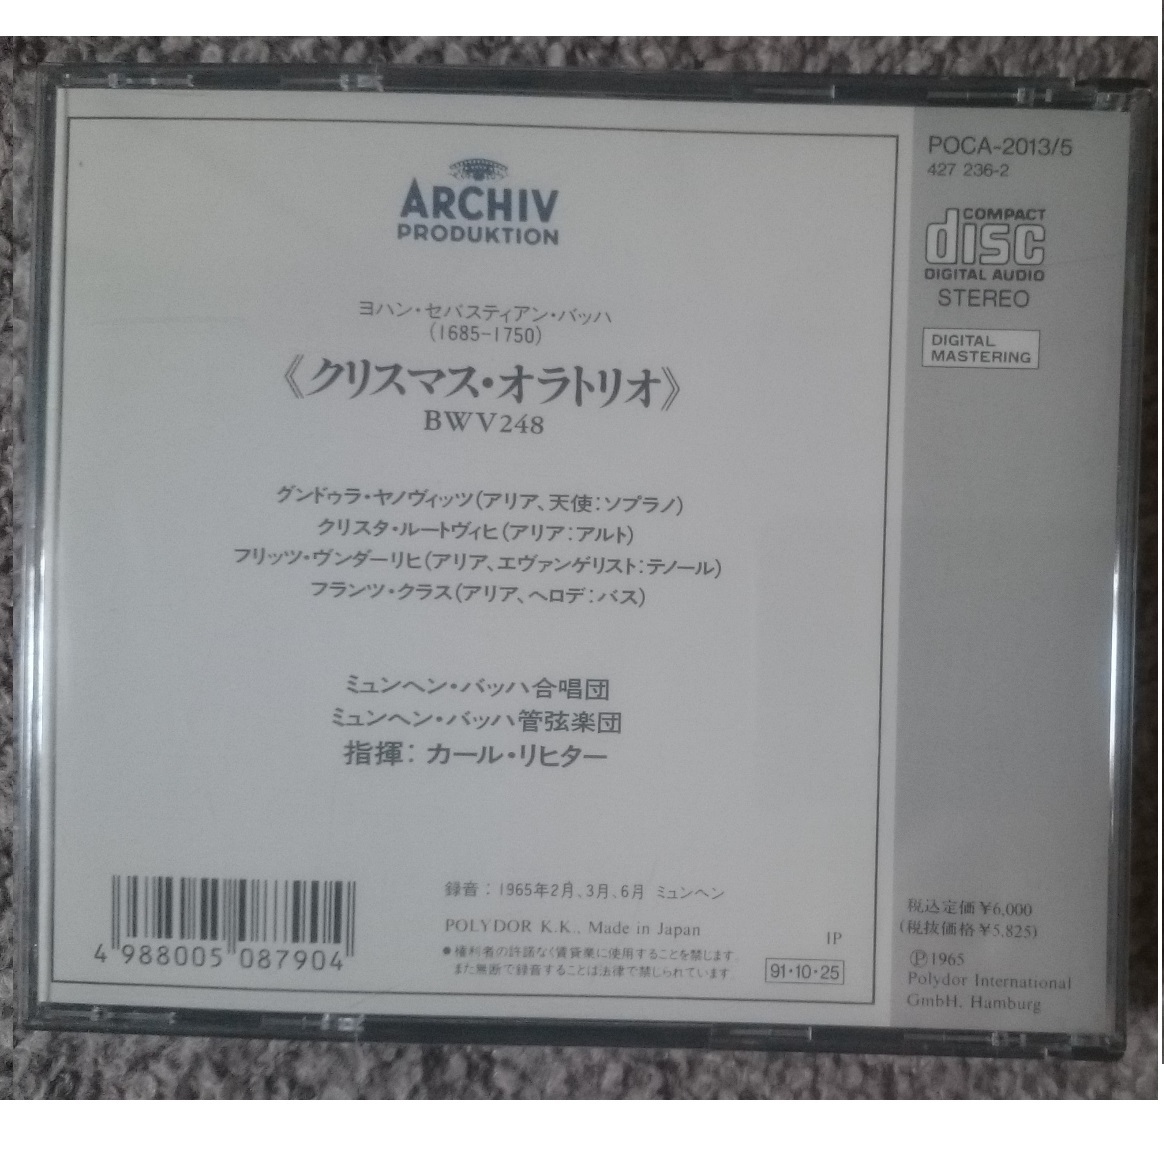 ARCHIV
PRODUKTION
ヨハン・セバスティアン・バッハ
(1685-1750)
《クリスマス・オラトリオ》
BWV248
グンドゥラ・ヤノヴィッツ(アリア、天使:ソプラノ)
クリスタ・ルートヴィヒ(アリア:アルト)
フリッツ・ヴンダーリヒ(アリア、エヴァンゲリスト:テノール)
フランツ・クラス(アリア、ヘロデ:バス)
ミュンヘン・バッハ合唱団
ミュンヘン・バッハ管弦楽団
指揮: カール・リヒター
録音:1965年2月、3月、6月 ミュンヘン
POLYDOR K.K., Made in Japan
●権利者の許諾なく賃貸業に使用することを禁じます。
また無断で録音することは法律で禁じられています。
IP
91・10・25
4 988005 087904
POCA-2013/5
427 236-2
COMPACT
disc
DIGITAL AUDIO
STEREO
DIGITAL
MASTERING
税込定価¥6,000
(税抜価格¥5,825)
Ⓟ1965
Polydor International
GmbH, Hamburg